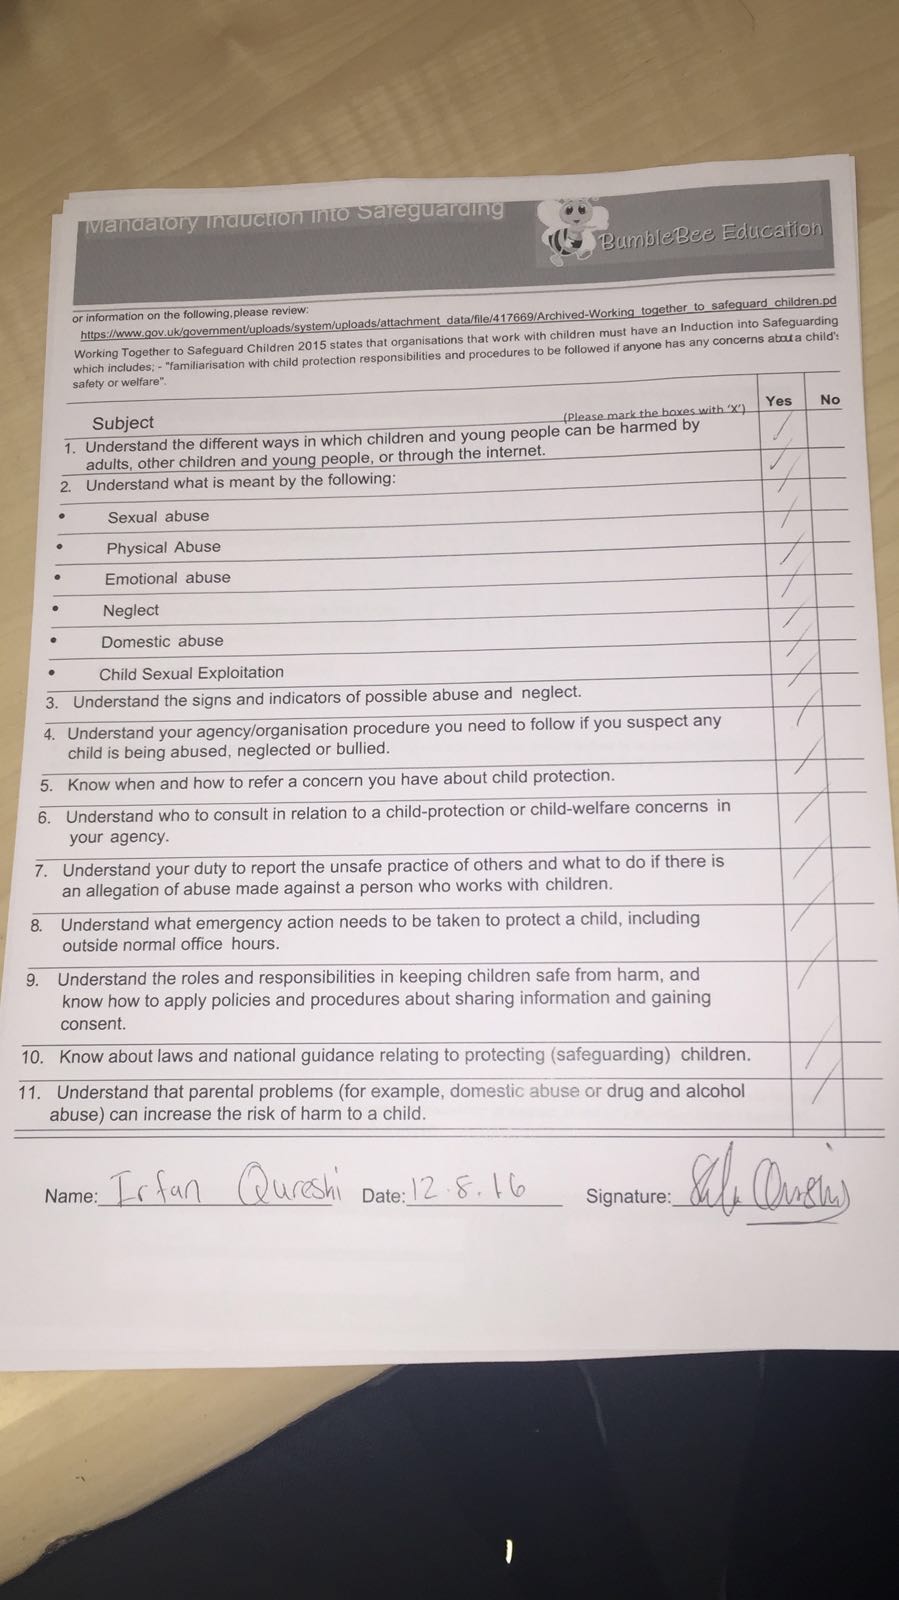 Mandatory Induction into Safeguarding
BumbleBee Education
or information on the following,please review:
https://www.gov.uk/government/uploads/system/uploads/attachment_data/file/417669/Archived-Working_together_to_safeguard_children.pd
Working Together to Safeguard Children 2015 states that organisations that work with children must have an Induction into Safeguarding
which includes; - "familiarisation with child protection responsibilities and procedures to be followed if anyone has any concerns about a child's
safety or welfare".
Subject (Please mark the boxes with 'X') Yes No
1. Understand the different ways in which children and young people can be harmed by
adults, other children and young people, or through the internet.
2. Understand what is meant by the following:
• Sexual abuse
• Physical Abuse
• Emotional abuse
• Neglect
• Domestic abuse
• Child Sexual Exploitation
3. Understand the signs and indicators of possible abuse and neglect.
4. Understand your agency/organisation procedure you need to follow if you suspect any
child is being abused, neglected or bullied.
5. Know when and how to refer a concern you have about child protection.
6. Understand who to consult in relation to a child-protection or child-welfare concerns in
your agency.
7. Understand your duty to report the unsafe practice of others and what to do if there is
an allegation of abuse made against a person who works with children.
8. Understand what emergency action needs to be taken to protect a child, including
outside normal office hours.
9. Understand the roles and responsibilities in keeping children safe from harm, and
know how to apply policies and procedures about sharing information and gaining
consent.
10. Know about laws and national guidance relating to protecting (safeguarding) children.
11. Understand that parental problems (for example, domestic abuse or drug and alcohol
abuse) can increase the risk of harm to a child.
Name: Irfan Qureshi Date: 12.8.16 Signature: